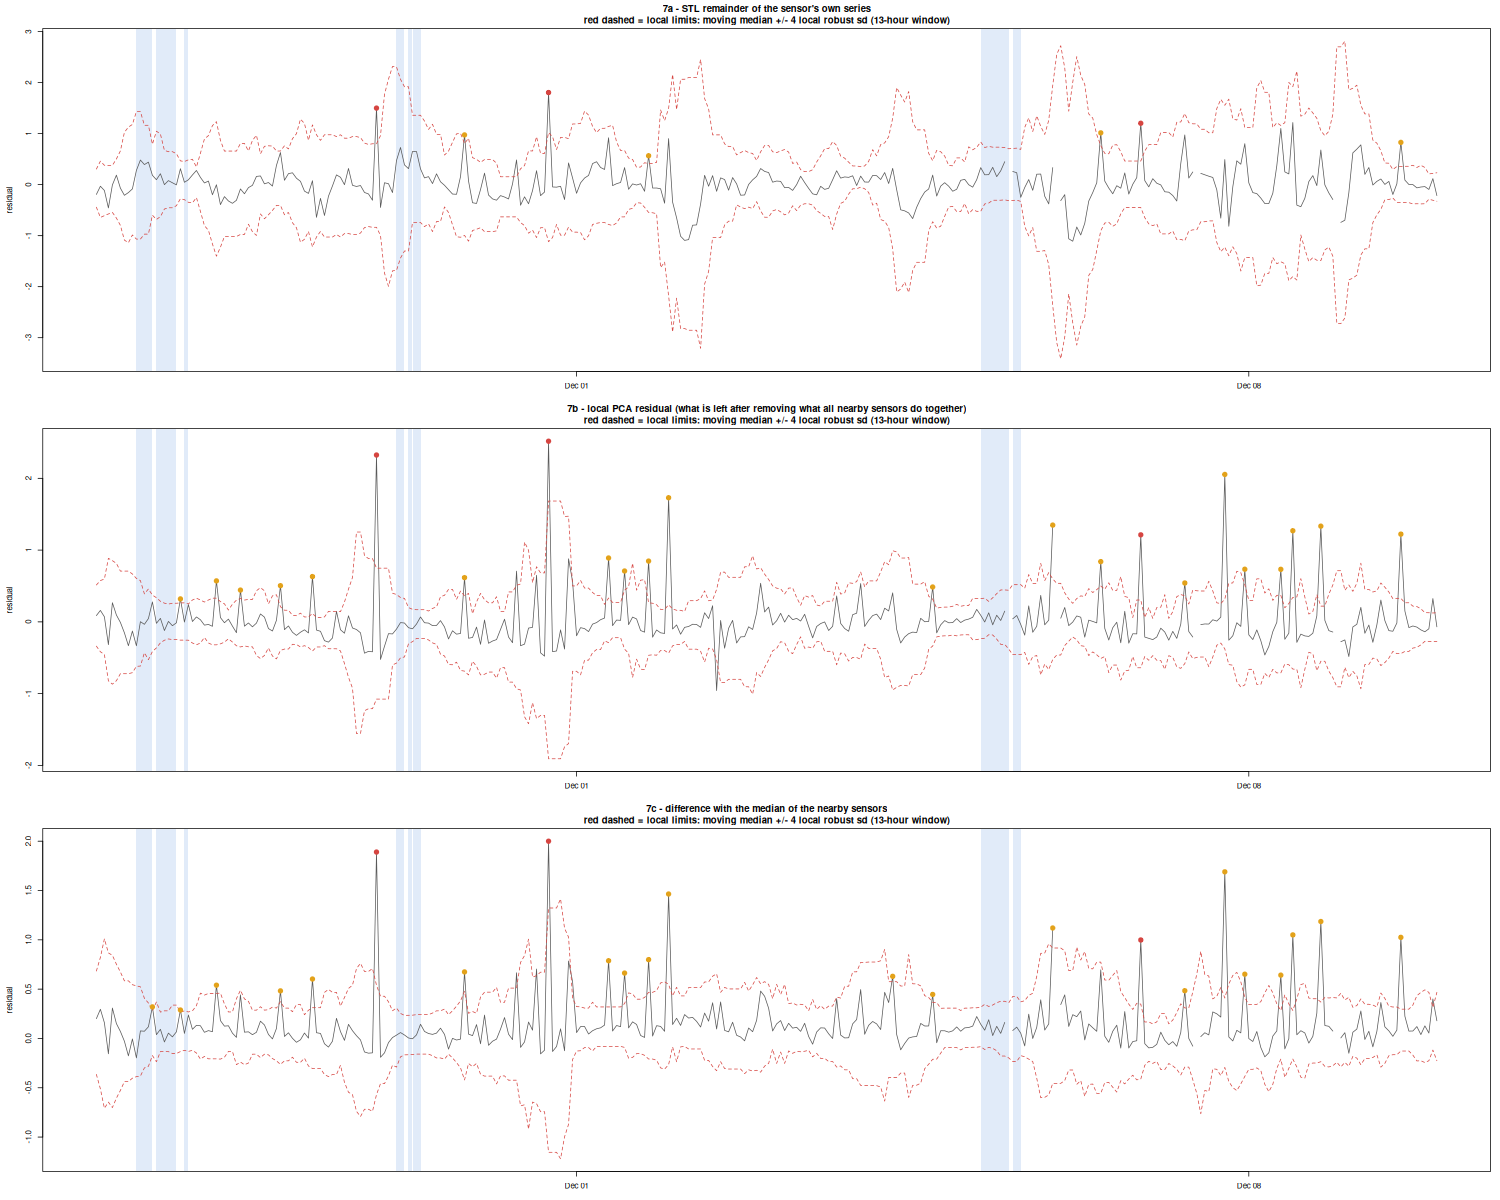 7a - STL remainder of the sensor's own series
red dashed = local limits: moving median +/- 4 local robust sd (13-hour window)
3
2
1
0
-1
-2
-3
residual
Dec 01
Dec 08
7b - local PCA residual (what is left after removing what all nearby sensors do together)
red dashed = local limits: moving median +/- 4 local robust sd (13-hour window)
2
1
0
-1
-2
residual
Dec 01
Dec 08
7c - difference with the median of the nearby sensors
red dashed = local limits: moving median +/- 4 local robust sd (13-hour window)
2.0
1.5
1.0
0.5
0.0
-0.5
-1.0
residual
Dec 01
Dec 08